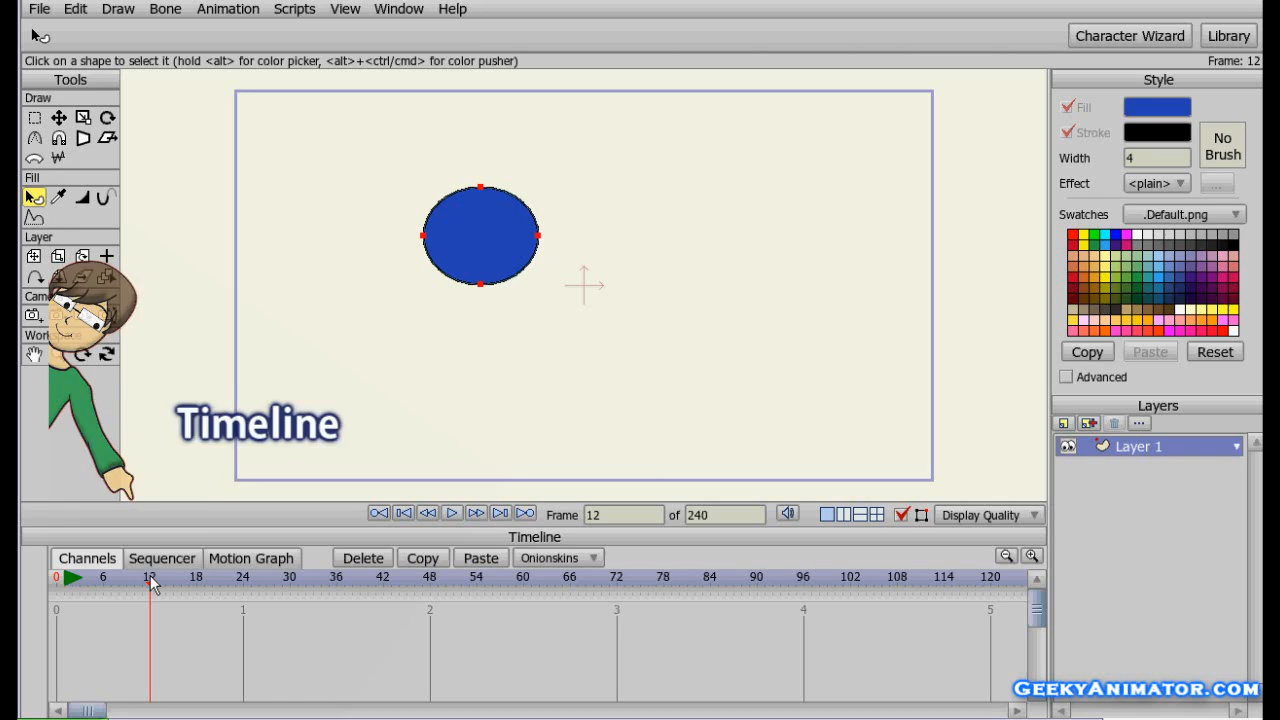 File Edit Draw Bone Animation Scripts View Window Help
Character Wizard Library
Click on a shape to select it (hold <alt> for color picker, <alt>+<ctrl/cmd> for color pusher) Frame: 12
Tools
Draw
Fill
Layer
Style
Fill
Stroke
No Brush
Width 4
Effect <plain> ...
Swatches .Default.png
Copy Paste Reset
Advanced
Layers
Layer 1
Timeline
Frame 12 of 240 Display Quality
Timeline
Channels Sequencer Motion Graph Delete Copy Paste Onionskins
0 6 12 18 24 30 36 42 48 54 60 66 72 78 84 90 96 102 108 114 120
0 1 2 3 4 5
GeekyAnimator.com